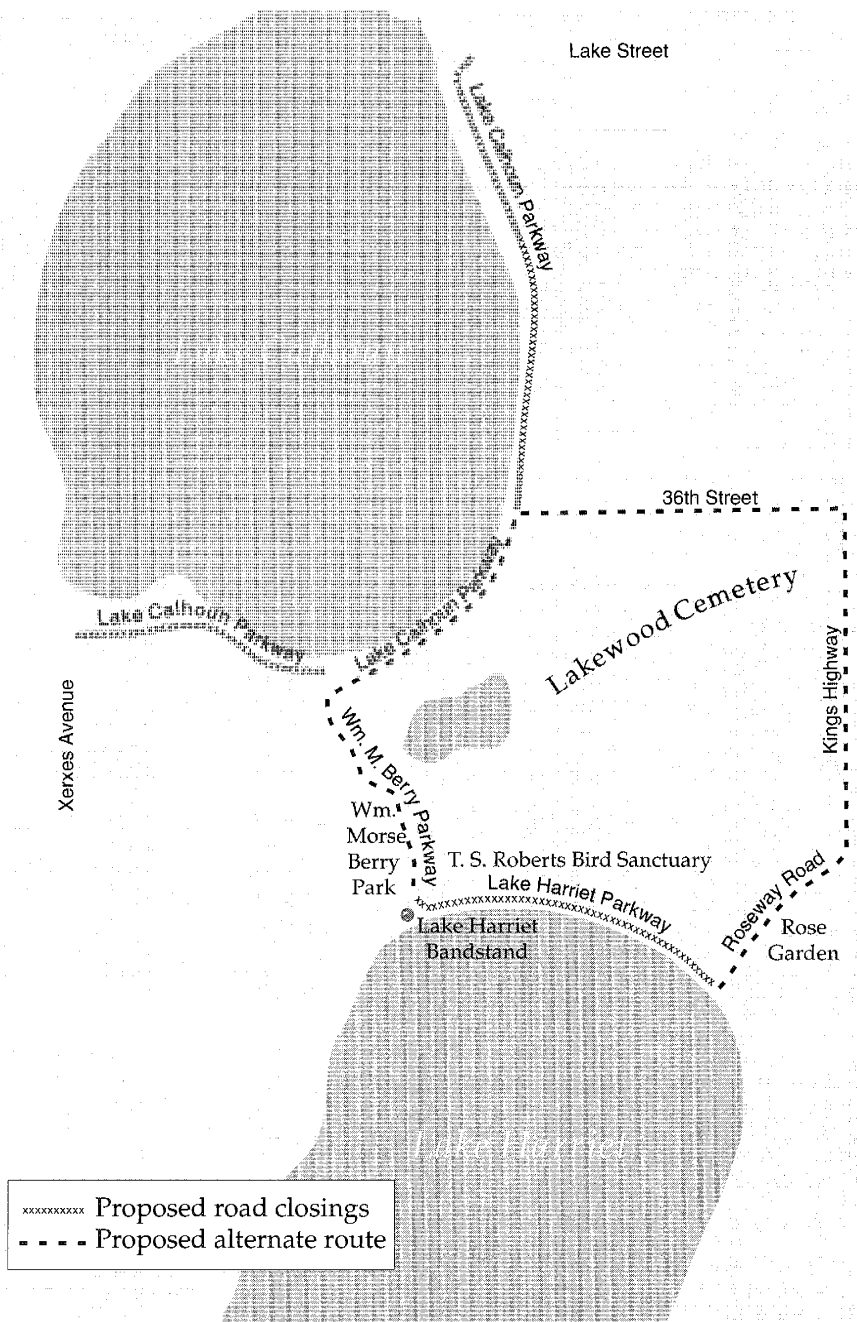 Lake Street
Lake Calhoun Parkway
36th Street
Lakewood Cemetery
Lake Calhoun Parkway
Lake Calhoun Parkway
Kings Highway
Xerxes Avenue
Wm. M. Berry Parkway
Wm.
Morse
Berry
Park
T. S. Roberts Bird Sanctuary
Lake Harriet Parkway
Roseway Road
Rose
Garden
Lake Harriet
Bandstand
Lake Harriet
xxxxxxxxxx Proposed road closings
Proposed alternate route